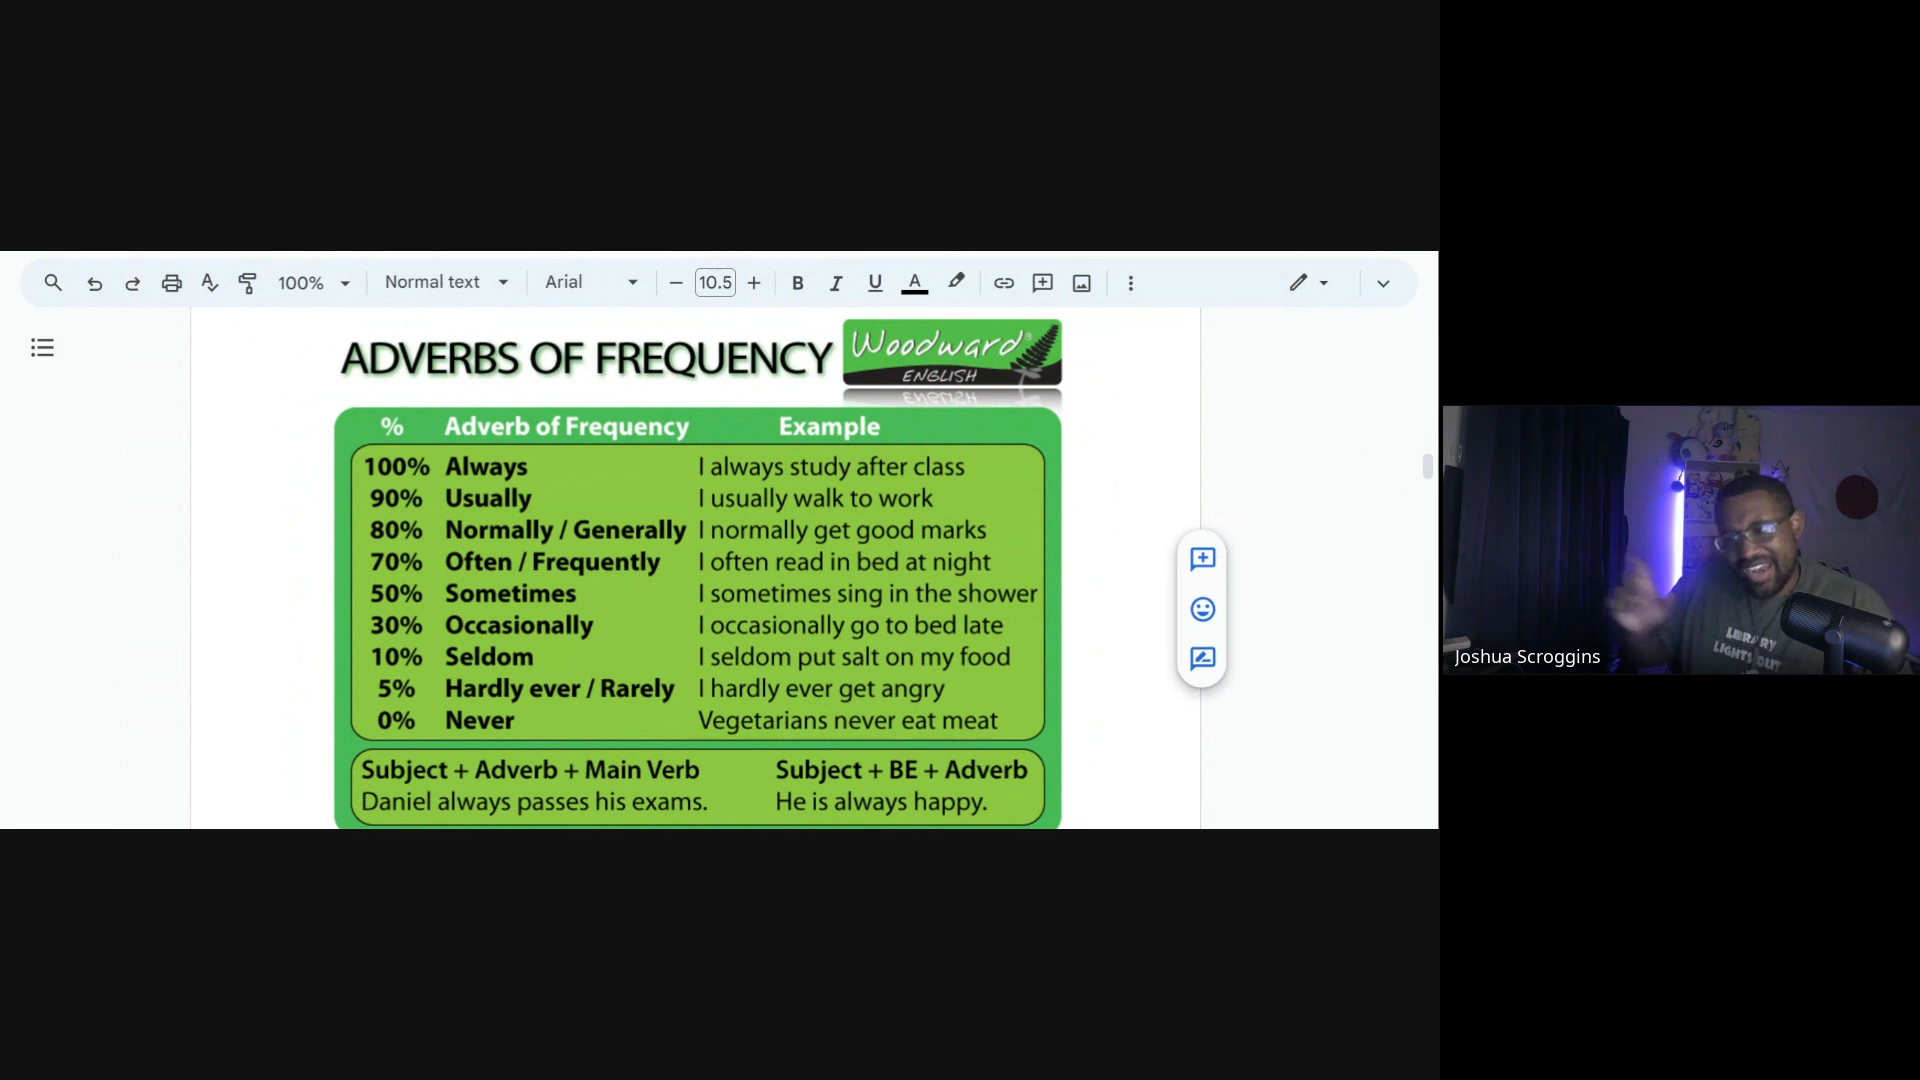 100%
Normal text
Arial
10.5
B
I
U
A
ADVERBS OF FREQUENCY
Woodward®
ENGLISH
% Adverb of Frequency Example
100% Always I always study after class
90% Usually I usually walk to work
80% Normally / Generally I normally get good marks
70% Often / Frequently I often read in bed at night
50% Sometimes I sometimes sing in the shower
30% Occasionally I occasionally go to bed late
10% Seldom I seldom put salt on my food
5% Hardly ever / Rarely I hardly ever get angry
0% Never Vegetarians never eat meat
Subject + Adverb + Main Verb Subject + BE + Adverb
Daniel always passes his exams. He is always happy.
LIBRARY
LIGHTS OUT
Joshua Scroggins